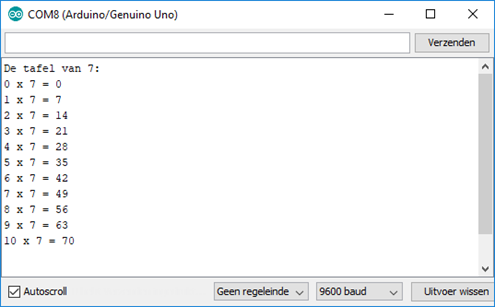 COM8 (Arduino/Genuino Uno)
Verzenden
De tafel van 7:
0 x 7 = 0
1 x 7 = 7
2 x 7 = 14
3 x 7 = 21
4 x 7 = 28
5 x 7 = 35
6 x 7 = 42
7 x 7 = 49
8 x 7 = 56
9 x 7 = 63
10 x 7 = 70
Autoscroll Geen regeleinde 9600 baud Uitvoer wissen